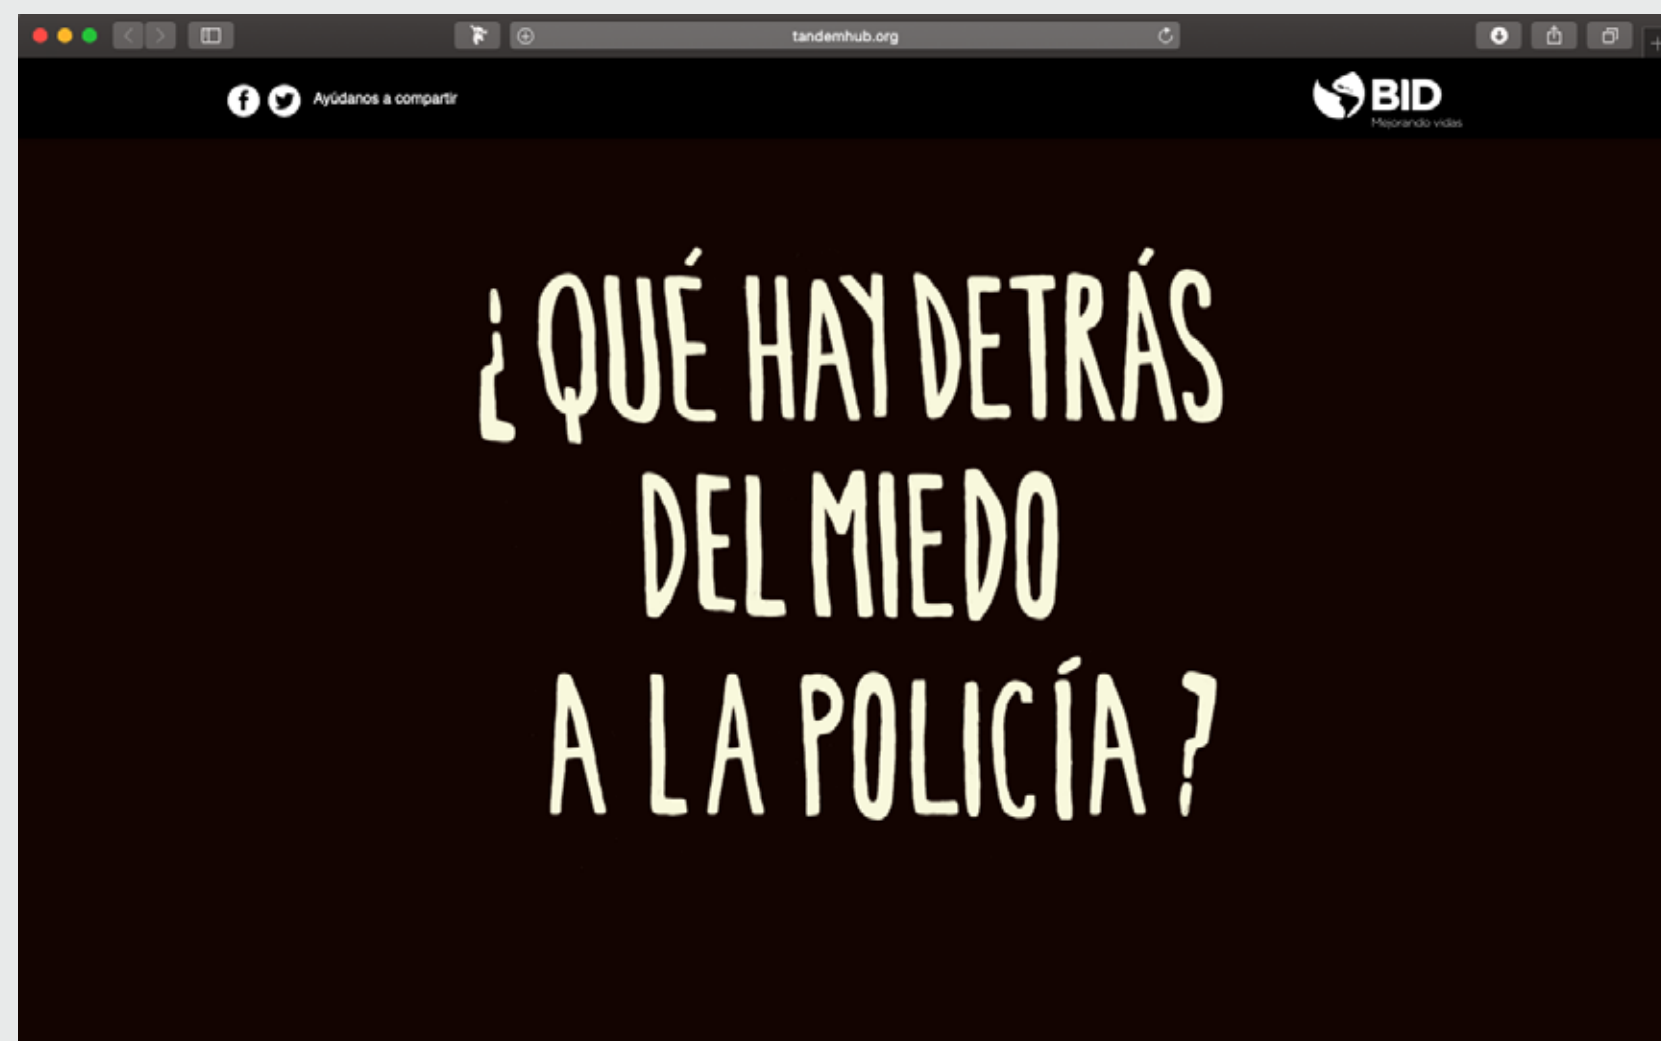 tandemhub.org
Ayúdanos a compartir
BID
Mejorando vidas
¿QUÉ HAY DETRÁS
DEL MIEDO
A LA POLICÍA?